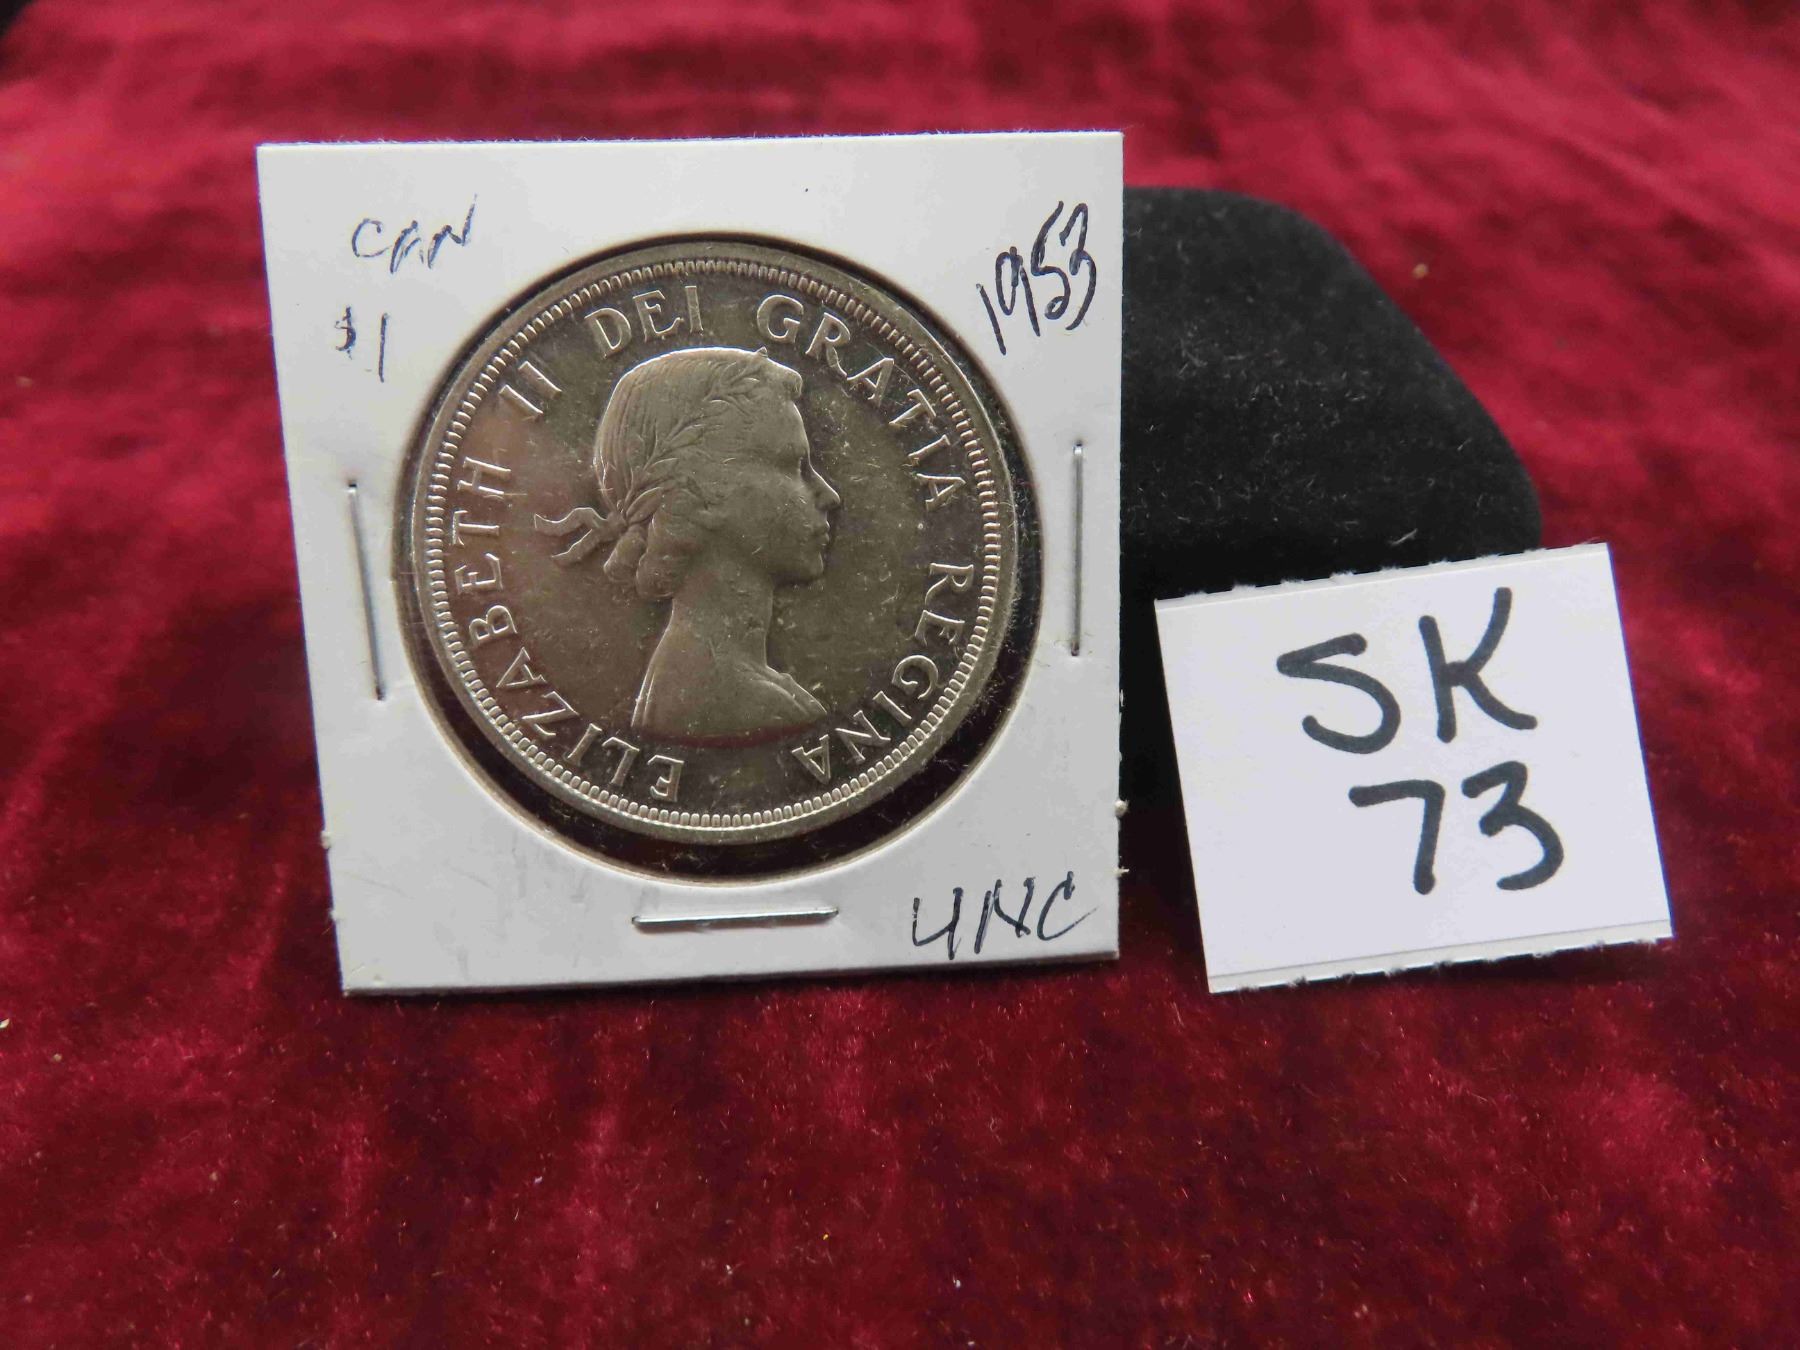 CAN
$1
1953
ELIZABETH II DEI GRATIA REGINA
UNC
SK
73